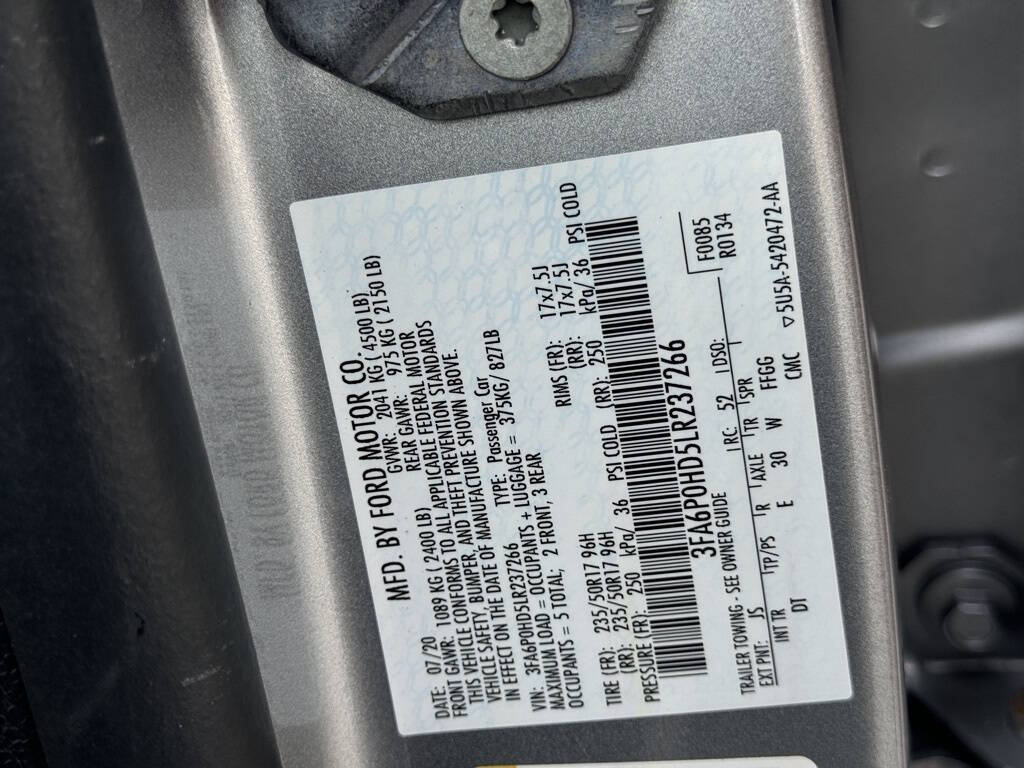 MFD. BY FORD MOTOR CO.
DATE: 07/20 GVWR: 2041 KG ( 4500 LB)
FRONT GAWR: 1089 KG ( 2400 LB) REAR GAWR: 975 KG ( 2150 LB)
THIS VEHICLE CONFORMS TO ALL APPLICABLE FEDERAL MOTOR
VEHICLE SAFETY, BUMPER, AND THEFT PREVENTION STANDARDS
IN EFFECT ON THE DATE OF MANUFACTURE SHOWN ABOVE.
VIN: 3FA6P0HD5LR237266 TYPE: Passenger Car
MAXIMUM LOAD = OCCUPANTS + LUGGAGE = 375KG/ 827LB
OCCUPANTS = 5 TOTAL; 2 FRONT, 3 REAR
TIRE (FR): 235/50R17 96H RIMS (FR): 17x7.5J
(RR): 235/50R17 96H (RR): 17x7.5J
PRESSURE (FR): 250 kPa/ 36 PSI COLD (RR): 250 kPa/ 36 PSI COLD
3FA6P0HD5LR237266
F0085
R0134
TRAILER TOWING - SEE OWNER GUIDE
EXT PNT: JS RC: 52 DSO:
INT TR TP/PS R AXLE TR SPR
DT E 30 W FFGG
CMC ▽5U5A-5420472-AA